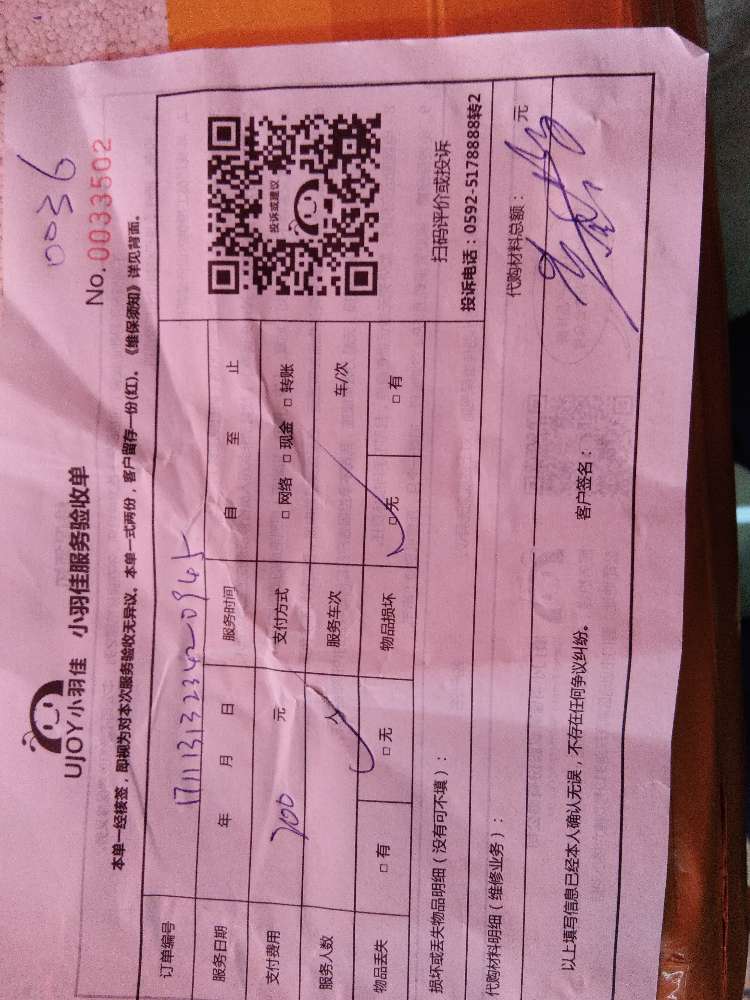 0036
UJOY小羽佳 小羽佳服务验收单
No. 0033502
本单一经核签，即视为对本次服务验收无异议。本单一式两份，客户留存一份(红)。《维保须知》详见背面。
订单编号
服务日期 年 月 日 服务时间 自 至 止
支付费用 200 元 支付方式 □ 网络 □ 现金 □ 转账
服务人数 人 服务车次 车/次
物品丢失 □ 有 □ 无 物品损坏 □ 无 □ 有
投诉或建议
扫码评价或投诉
投诉电话：0592-5178888转2
损坏或丢失物品明细（没有可不填）：
代购材料明细（维修业务）： 代购材料总额： 元
以上填写信息已经本人确认无误，不存在任何争议纠纷。 客户签名：